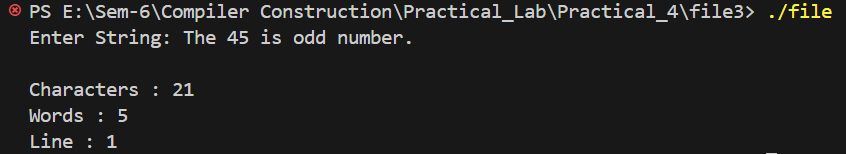 PS E:\Sem-6\Compiler Construction\Practical_Lab\Practical_4\file3> ./file
Enter String: The 45 is odd number.
Characters : 21
Words : 5
Line : 1